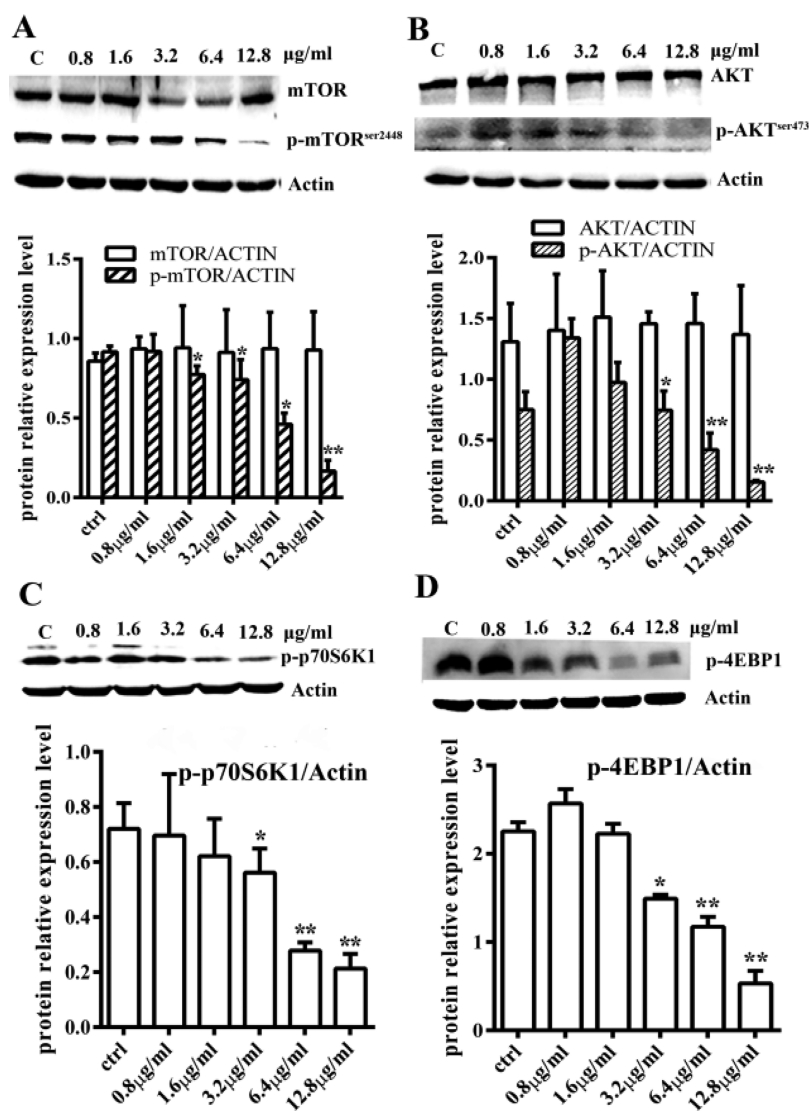 A
C 0.8 1.6 3.2 6.4 12.8 μg/ml
mTOR
p-mTORser2448
Actin
mTOR/ACTIN
p-mTOR/ACTIN
protein relative expression level
1.5
1.0
0.5
0.0
* * * **
ctrl 0.8μg/ml 1.6μg/ml 3.2μg/ml 6.4μg/ml 12.8μg/ml
B
C 0.8 1.6 3.2 6.4 12.8 μg/ml
AKT
p-AKTser473
Actin
AKT/ACTIN
p-AKT/ACTIN
protein relative expression level
2.0
1.5
1.0
0.5
0.0
* ** **
ctrl 0.8μg/ml 1.6μg/ml 3.2μg/ml 6.4μg/ml 12.8μg/ml
C
C 0.8 1.6 3.2 6.4 12.8 μg/ml
p-p70S6K1
Actin
p-p70S6K1/Actin
protein relative expression level
1.0
0.8
0.6
0.4
0.2
0.0
* ** **
ctrl 0.8μg/ml 1.6μg/ml 3.2μg/ml 6.4μg/ml 12.8μg/ml
D
C 0.8 1.6 3.2 6.4 12.8 μg/ml
p-4EBP1
Actin
p-4EBP1/Actin
protein relative expression level
3
2
1
0
* ** **
ctrl 0.8μg/ml 1.6μg/ml 3.2μg/ml 6.4μg/ml 12.8μg/ml